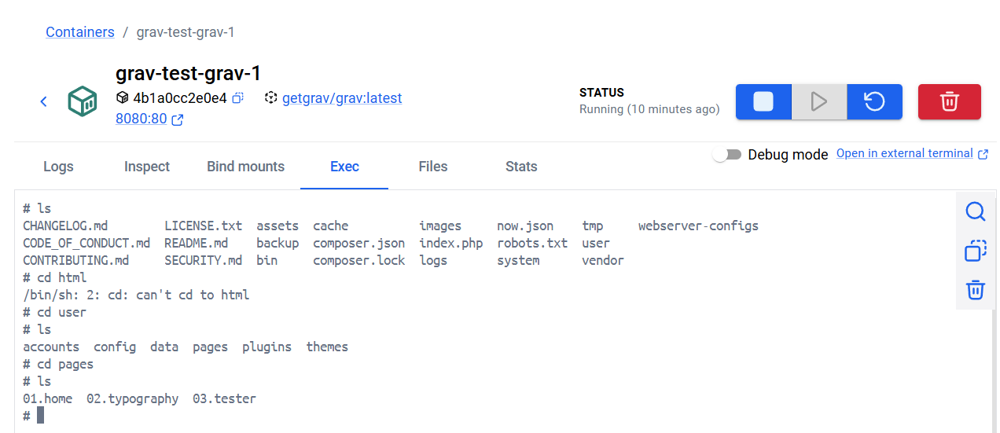 Containers / grav-test-grav-1
grav-test-grav-1
4b1a0cc2e0e4 getgrav/grav:latest
8080:80
STATUS
Running (10 minutes ago)
Logs Inspect Bind mounts Exec Files Stats
Debug mode Open in external terminal
# ls
CHANGELOG.md LICENSE.txt assets cache images now.json tmp webserver-configs
CODE_OF_CONDUCT.md README.md backup composer.json index.php robots.txt user
CONTRIBUTING.md SECURITY.md bin composer.lock logs system vendor
# cd html
/bin/sh: 2: cd: can't cd to html
# cd user
# ls
accounts config data pages plugins themes
# cd pages
# ls
01.home 02.typography 03.tester
#